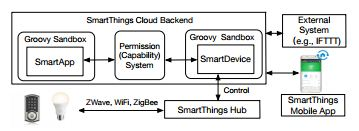 SmartThings Cloud Backend
Groovy Sandbox
SmartApp
Permission
(Capability)
System
Groovy Sandbox
SmartDevice
External
System
(e.g., IFTTT)
Control
ZWave, WiFi, ZigBee
SmartThings Hub
SmartThings
Mobile App